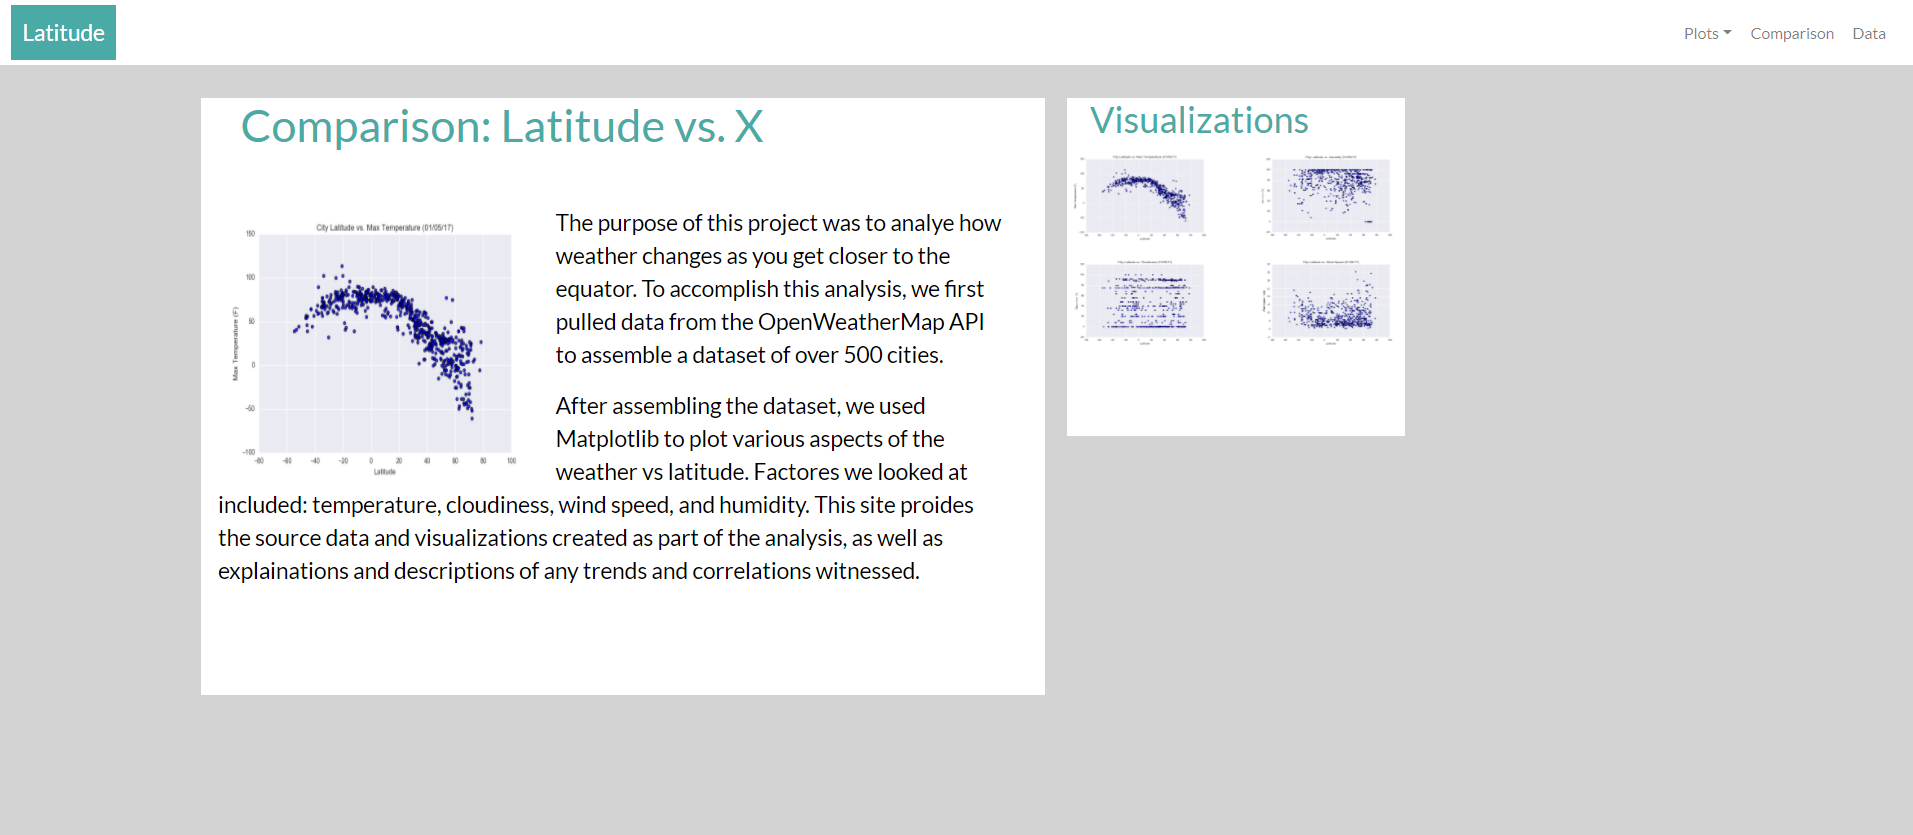 Latitude
Plots
Comparison
Data
Comparison: Latitude vs. X
City Latitude vs. Max Temperature (01/05/17)
150
100
50
0
-50
-100
Max Temperature (F)
-80 -60 -40 -20 0 20 40 60 80 100
Latitude
The purpose of this project was to analye how
weather changes as you get closer to the
equator. To accomplish this analysis, we first
pulled data from the OpenWeatherMap API
to assemble a dataset of over 500 cities.
After assembling the dataset, we used
Matplotlib to plot various aspects of the
weather vs latitude. Factores we looked at
included: temperature, cloudiness, wind speed, and humidity. This site proides
the source data and visualizations created as part of the analysis, as well as
explainations and descriptions of any trends and correlations witnessed.
Visualizations